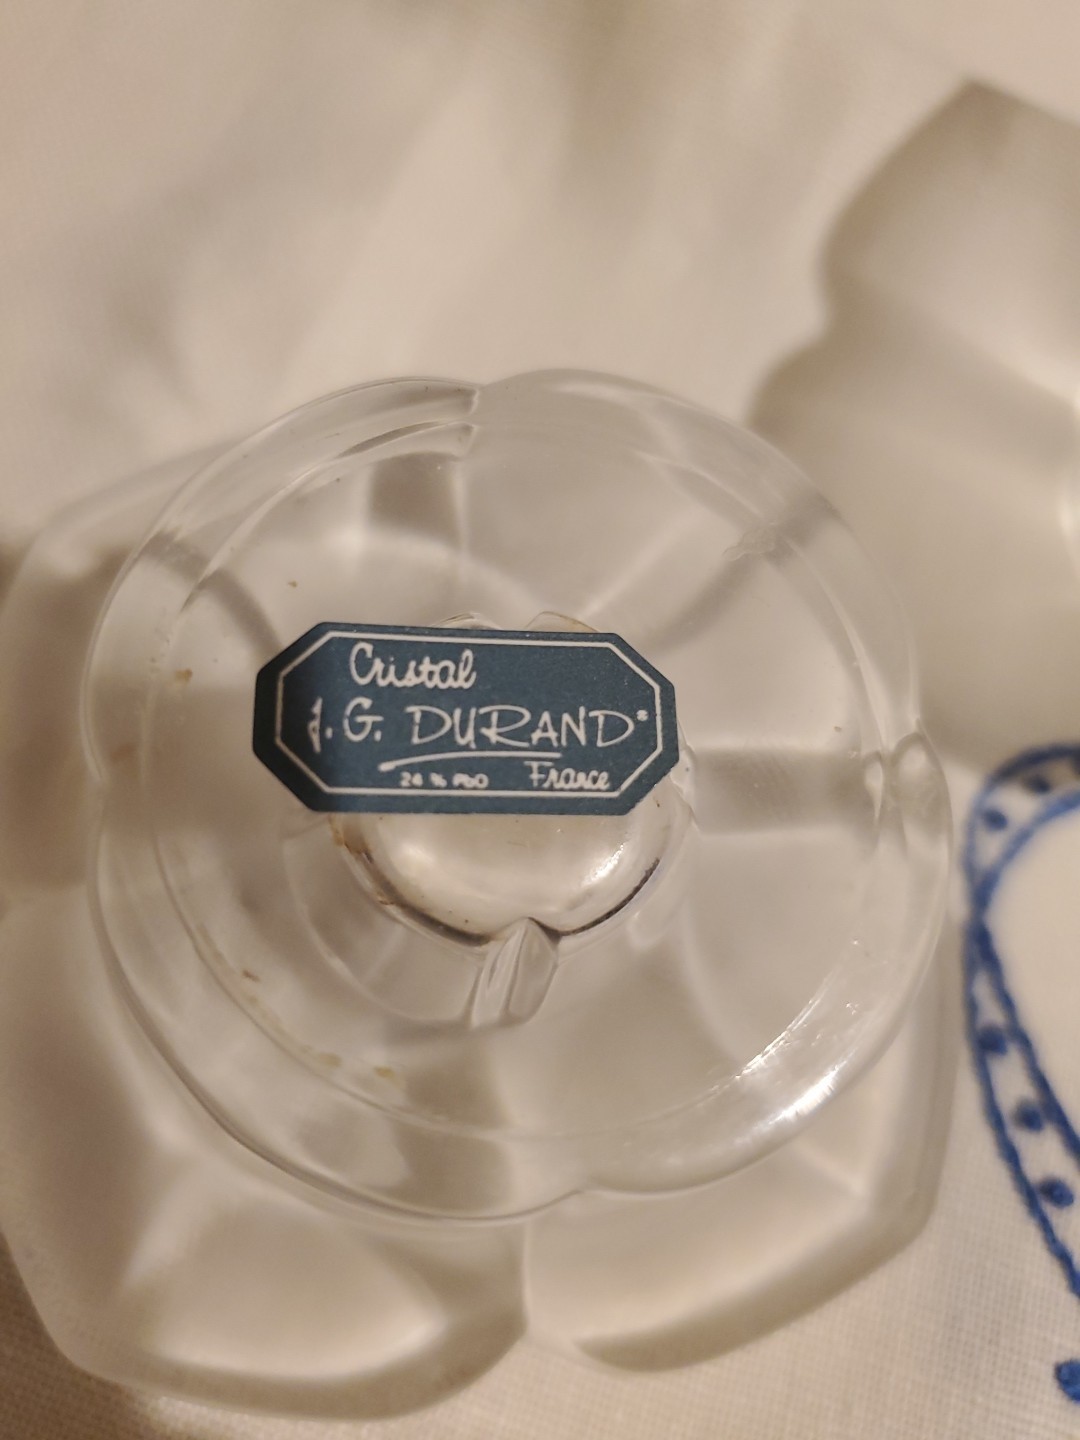 Cristal
J. G. DURAND®
24 % PbO France